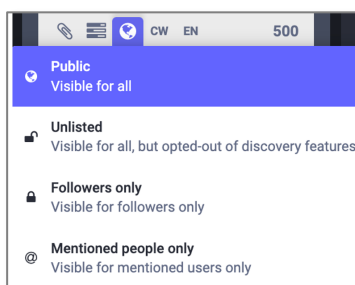 CW EN 500
Public
Visible for all
Unlisted
Visible for all, but opted-out of discovery features
Followers only
Visible for followers only
@ Mentioned people only
Visible for mentioned users only